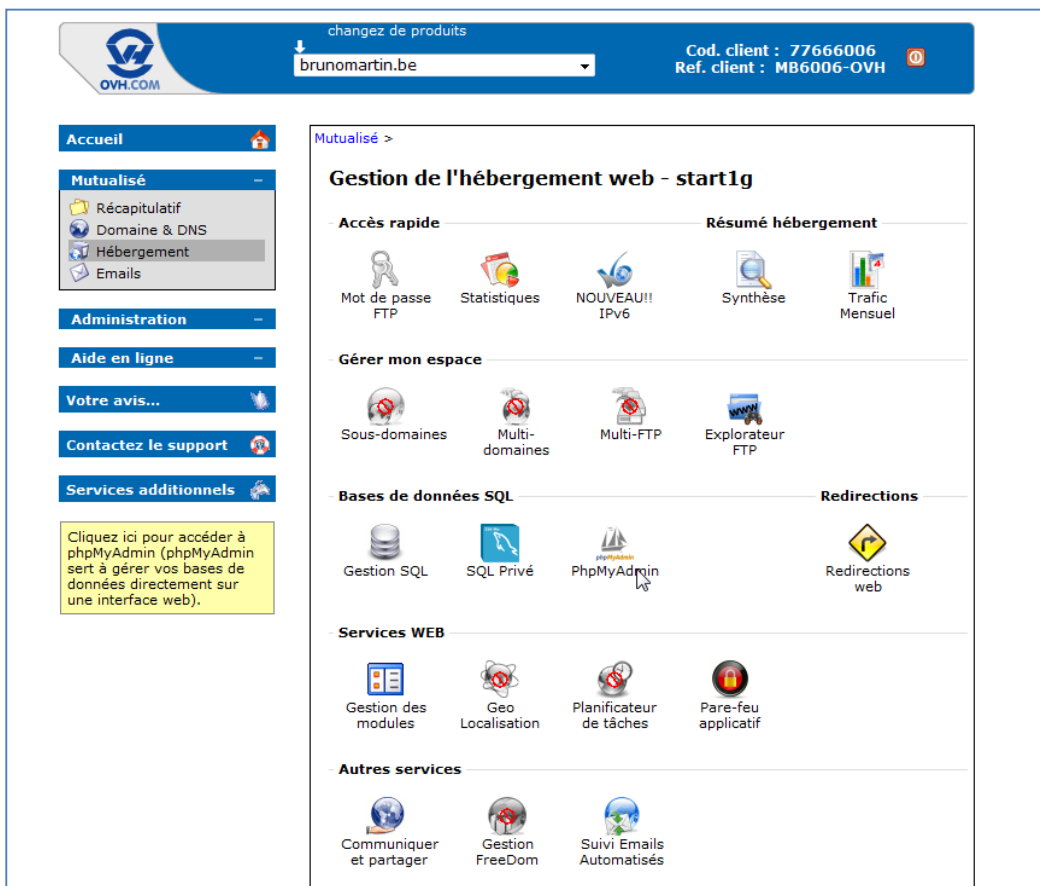 changez de produits
brunomartin.be
Cod. client : 77666006
Ref. client : MB6006-OVH
OVH.COM
Accueil
Mutualisé
Récapitulatif
Domaine & DNS
Hébergement
Emails
Administration
Aide en ligne
Votre avis...
Contactez le support
Services additionnels
Cliquez ici pour accéder à
phpMyAdmin (phpMyAdmin
sert à gérer vos bases de
données directement sur
une interface web).
Mutualisé >
Gestion de l'hébergement web - start1g
Accès rapide
Résumé hébergement
Mot de passe
FTP
Statistiques
NOUVEAU!!
IPv6
Synthèse
Trafic
Mensuel
Gérer mon espace
Sous-domaines
Multi-
domaines
Multi-FTP
WWW
Explorateur
FTP
Bases de données SQL
Redirections
Gestion SQL
SQL Privé
phpMyAdmin
PhpMyAdmin
Redirections
web
Services WEB
Gestion des
modules
Geo
Localisation
Planificateur
de tâches
Pare-feu
applicatif
Autres services
Communiquer
et partager
Gestion
FreeDom
Suivi Emails
Automatisés